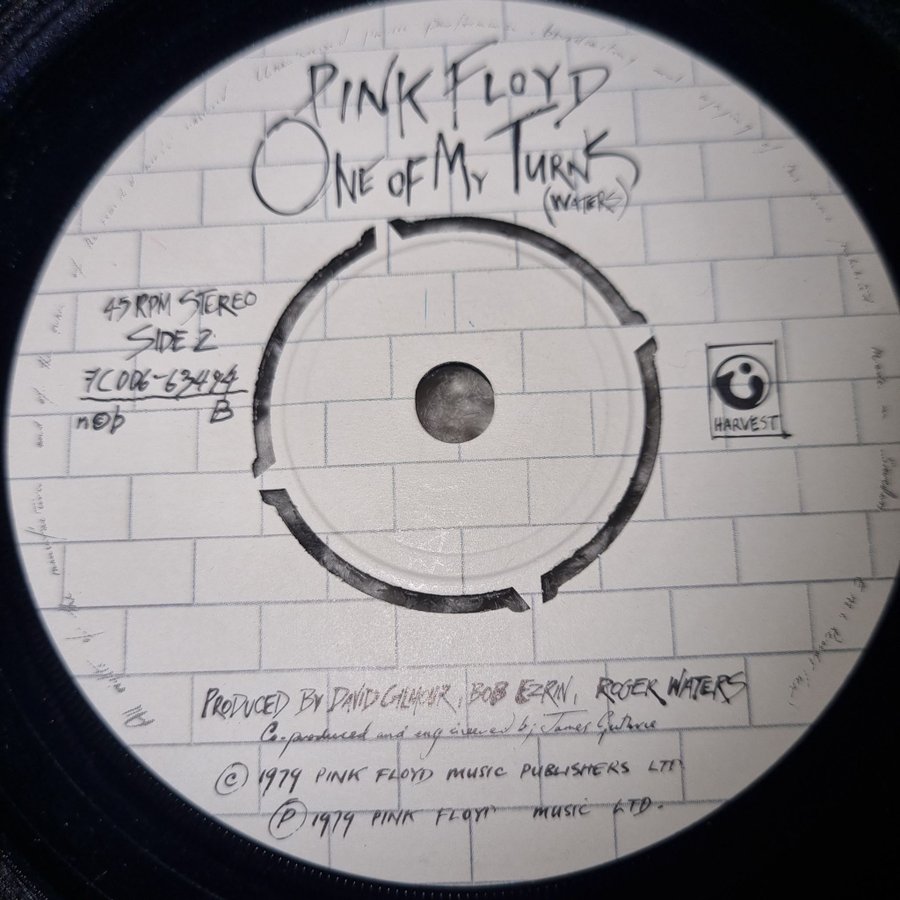 PINK FLOYD
ONE OF MY TURNS
(WATERS)
45 RPM STEREO
SIDE 2
7C 006-63494
n©b B
HARVEST
PRODUCED BY DAVID GILMOUR, BOB EZRIN, ROGER WATERS
Co-produced and engineered by James Guthrie
© 1979 PINK FLOYD MUSIC PUBLISHERS LTD
Ⓟ 1979 PINK FLOYD MUSIC LTD.